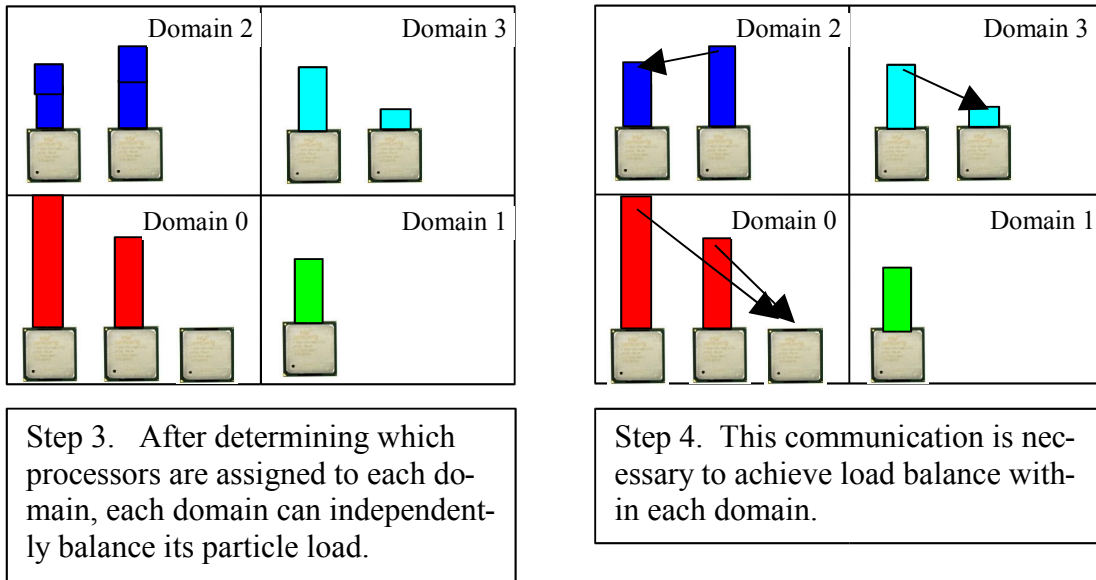 Domain 2
Domain 3
Domain 0
Domain 1
Step 3. After determining which
processors are assigned to each do-
main, each domain can independent-
ly balance its particle load.
Domain 2
Domain 3
Domain 0
Domain 1
Step 4. This communication is nec-
essary to achieve load balance with-
in each domain.